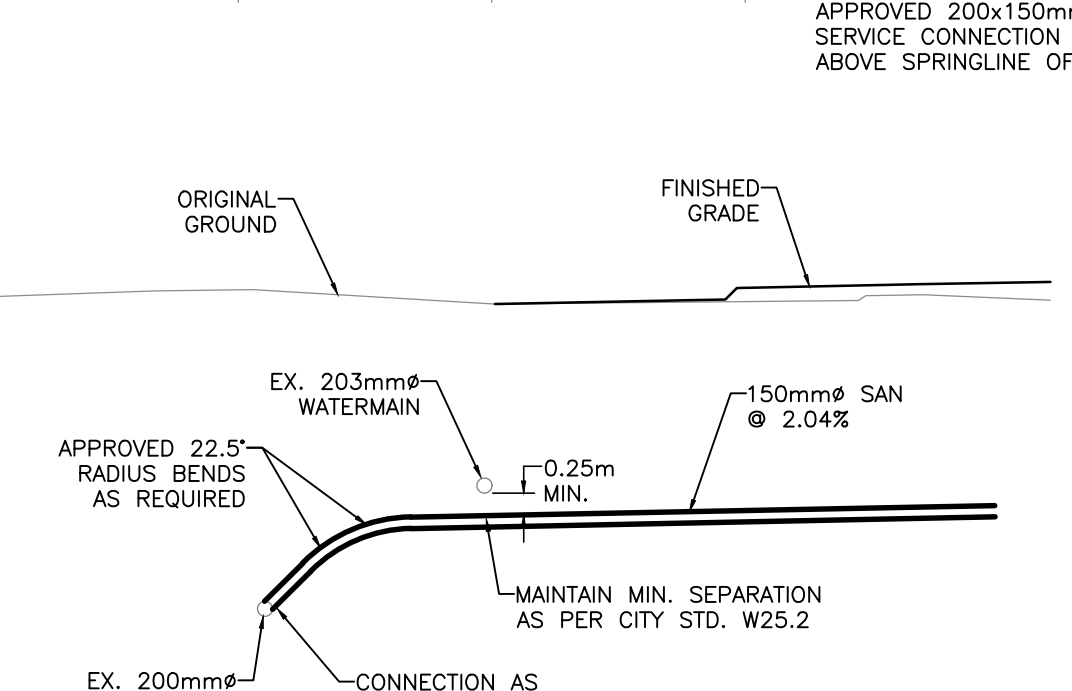 APPROVED 200x150mm
SERVICE CONNECTION
ABOVE SPRINGLINE OF
ORIGINAL
GROUND
FINISHED
GRADE
EX. 203mmø
WATERMAIN
150mmø SAN
@ 2.04%
APPROVED 22.5°
RADIUS BENDS
AS REQUIRED
0.25m
MIN.
MAINTAIN MIN. SEPARATION
AS PER CITY STD. W25.2
EX. 200mmø
CONNECTION AS